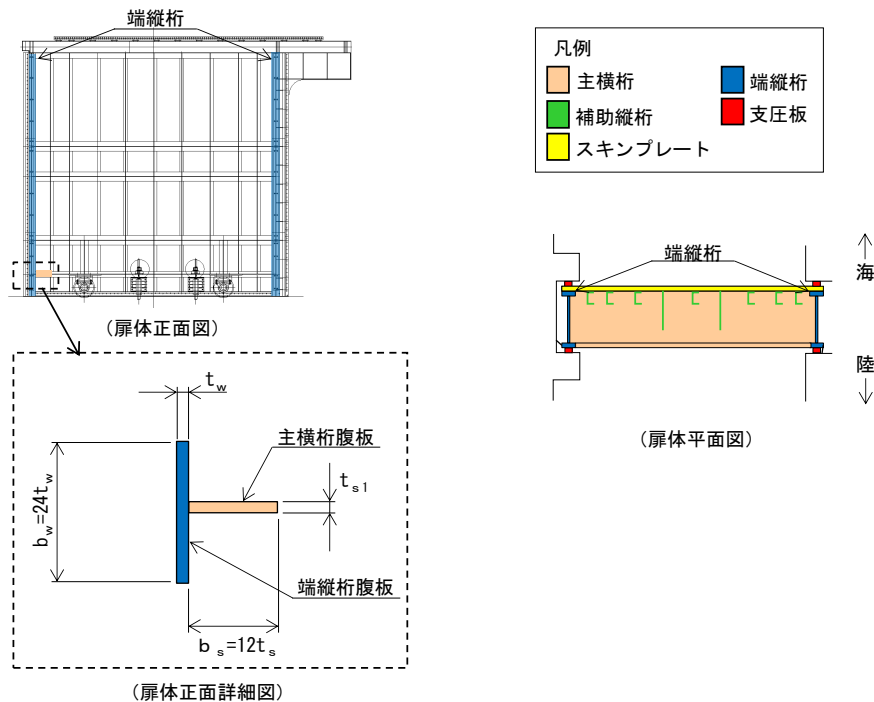 端縦桁
(扉体正面図)
t_w
主横桁腹板
t_s1
b_w=24t_w
端縦桁腹板
b_s=12t_s
(扉体正面詳細図)
凡例
主横桁
端縦桁
補助縦桁
支圧板
スキンプレート
端縦桁
海
陸
(扉体平面図)